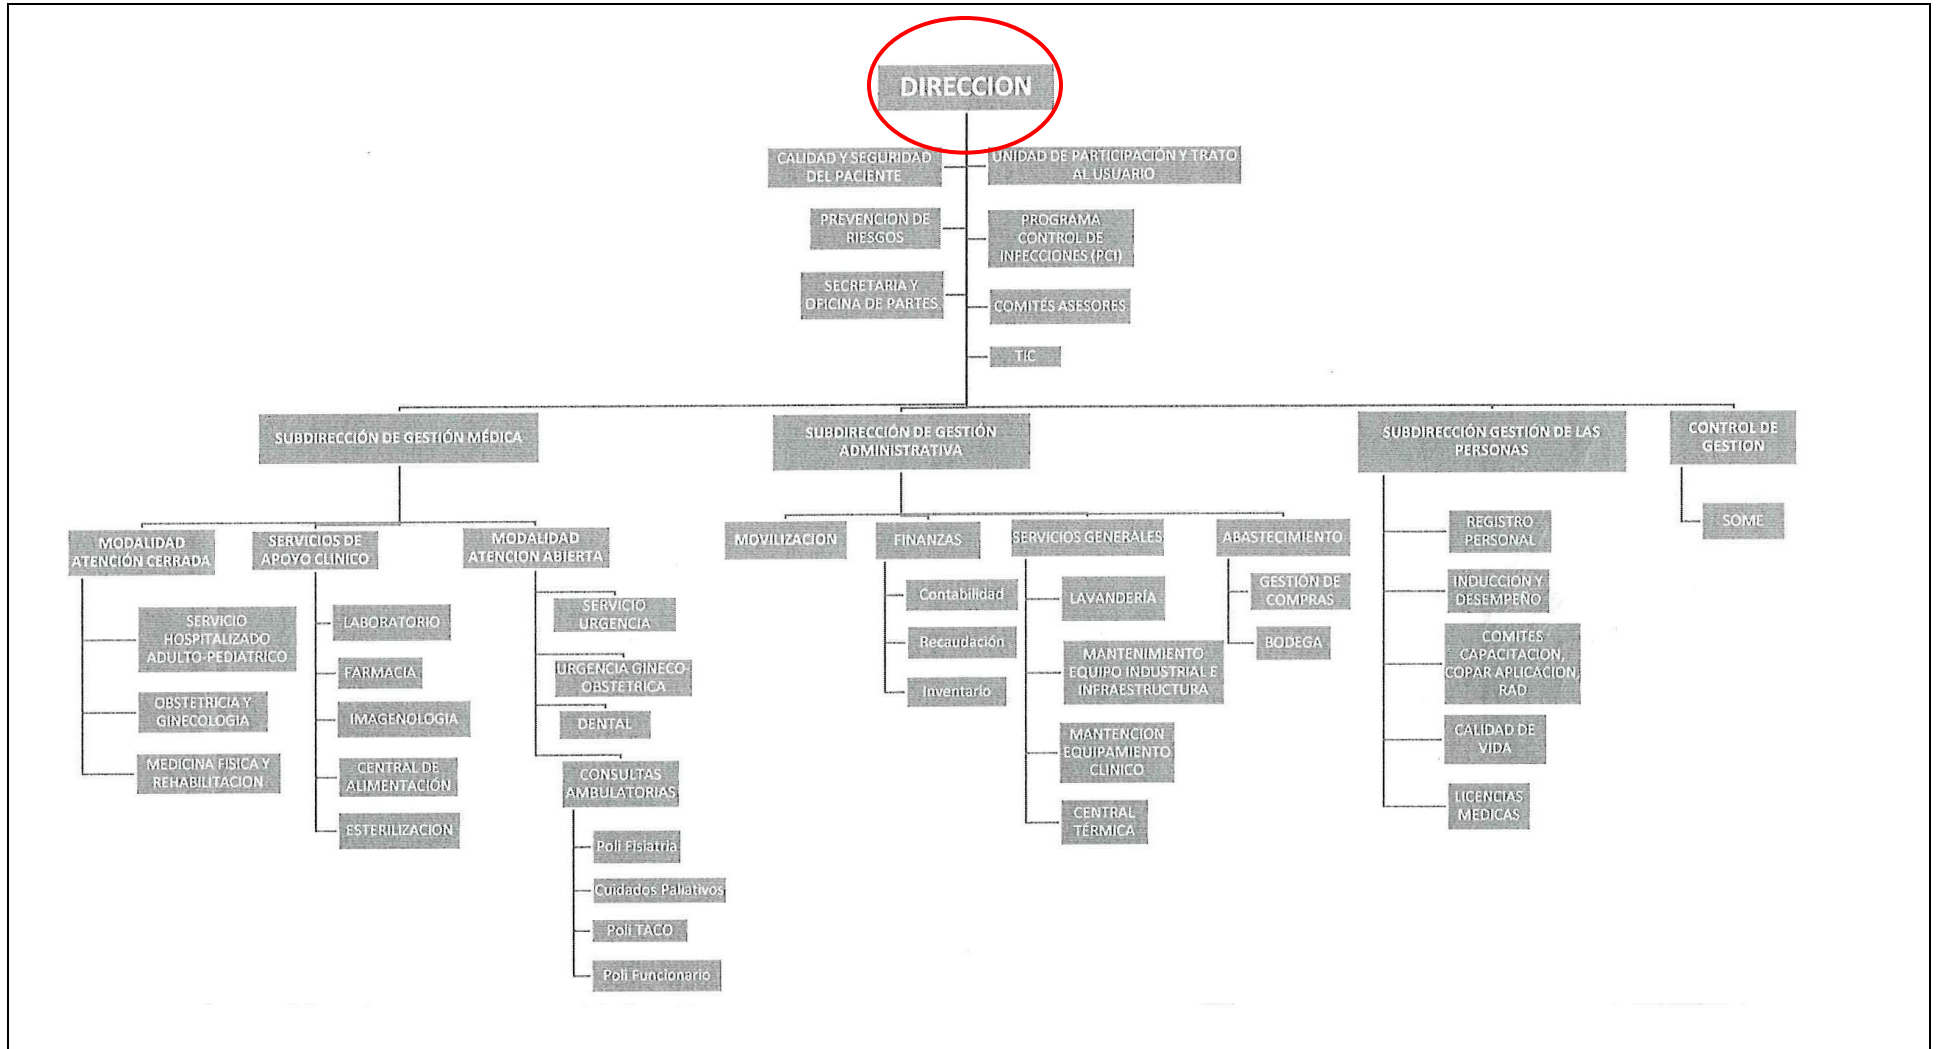 DIRECCION
CALIDAD Y SEGURIDAD
DEL PACIENTE
UNIDAD DE PARTICIPACIÓN Y TRATO
AL USUARIO
PREVENCION DE
RIESGOS
PROGRAMA
CONTROL DE
INFECCIONES (PCI)
SECRETARIA Y
OFICINA DE PARTES
COMITÉS ASESORES
TIC
SUBDIRECCIÓN DE GESTIÓN MÉDICA
SUBDIRECCIÓN DE GESTIÓN
ADMINISTRATIVA
SUBDIRECCIÓN GESTIÓN DE LAS
PERSONAS
CONTROL DE
GESTION
MODALIDAD
ATENCIÓN CERRADA
SERVICIO
HOSPITALIZADO
ADULTO-PEDIATRICO
OBSTETRICIA Y
GINECOLOGIA
MEDICINA FISICA Y
REHABILITACION
SERVICIOS DE
APOYO CLINICO
LABORATORIO
FARMACIA
IMAGENOLOGIA
CENTRAL DE
ALIMENTACIÓN
ESTERILIZACION
MODALIDAD
ATENCION ABIERTA
SERVICIO
URGENCIA
URGENCIA GINECO-
OBSTETRICA
DENTAL
CONSULTAS
AMBULATORIAS
Poli Fisiatria
Cuidados Paliativos
Poli TACO
Poli Funcionario
MOVILIZACION
FINANZAS
Contabilidad
Recaudación
Inventario
SERVICIOS GENERALES
LAVANDERÍA
MANTENIMIENTO
EQUIPO INDUSTRIAL E
INFRAESTRUCTURA
MANTENCION
EQUIPAMIENTO
CLINICO
CENTRAL
TÉRMICA
ABASTECIMIENTO
GESTIÓN DE
COMPRAS
BODEGA
REGISTRO
PERSONAL
INDUCCION Y
DESEMPEÑO
COMITES
CAPACITACION,
COPAR APLICACION,
RAD
CALIDAD DE
VIDA
LICENCIAS
MEDICAS
SOME